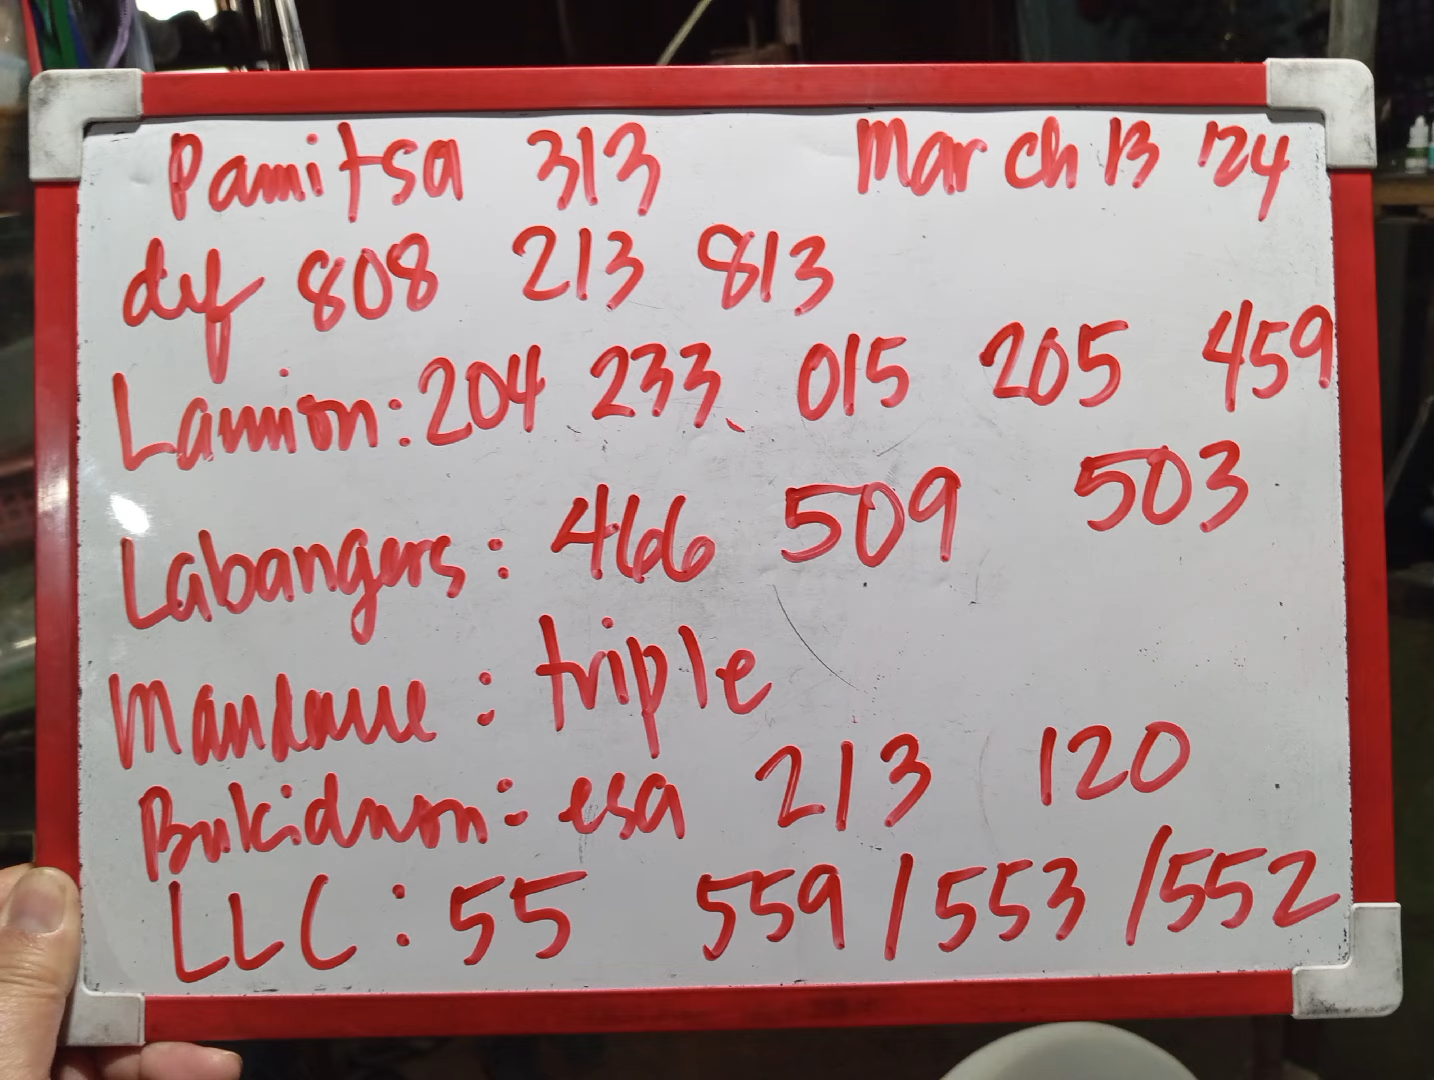 Pamitsa 313 March 13 '24
dyf 808 213 813
Lamion: 204 233 015 205 459
Labangers: 466 509 503
Mandaue: triple
Bukidnon: esa 213 120
LLC: 55 559 / 553 / 552